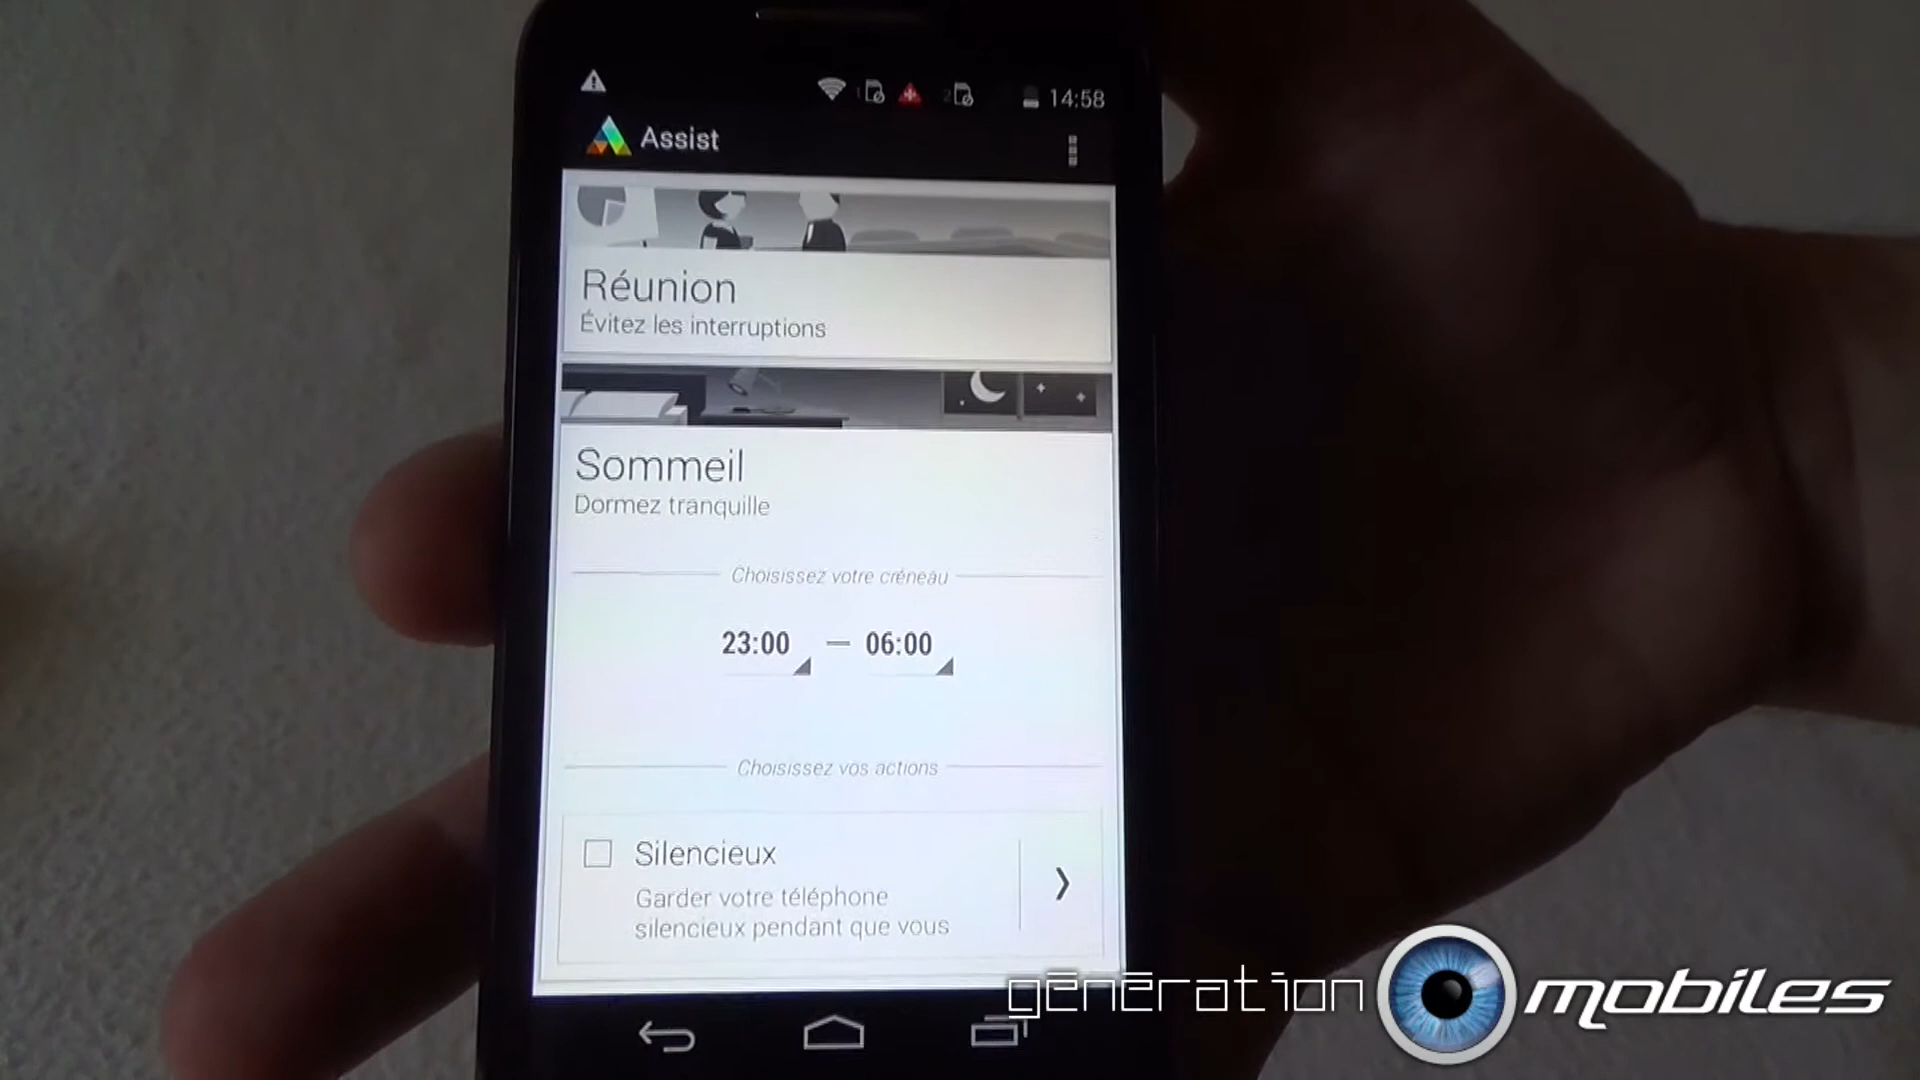 14:58
Assist
Réunion
Évitez les interruptions
Sommeil
Dormez tranquille
Choisissez votre créneau
23:00 — 06:00
Choisissez vos actions
Silencieux
Garder votre téléphone
silencieux pendant que vous
génération mobiles